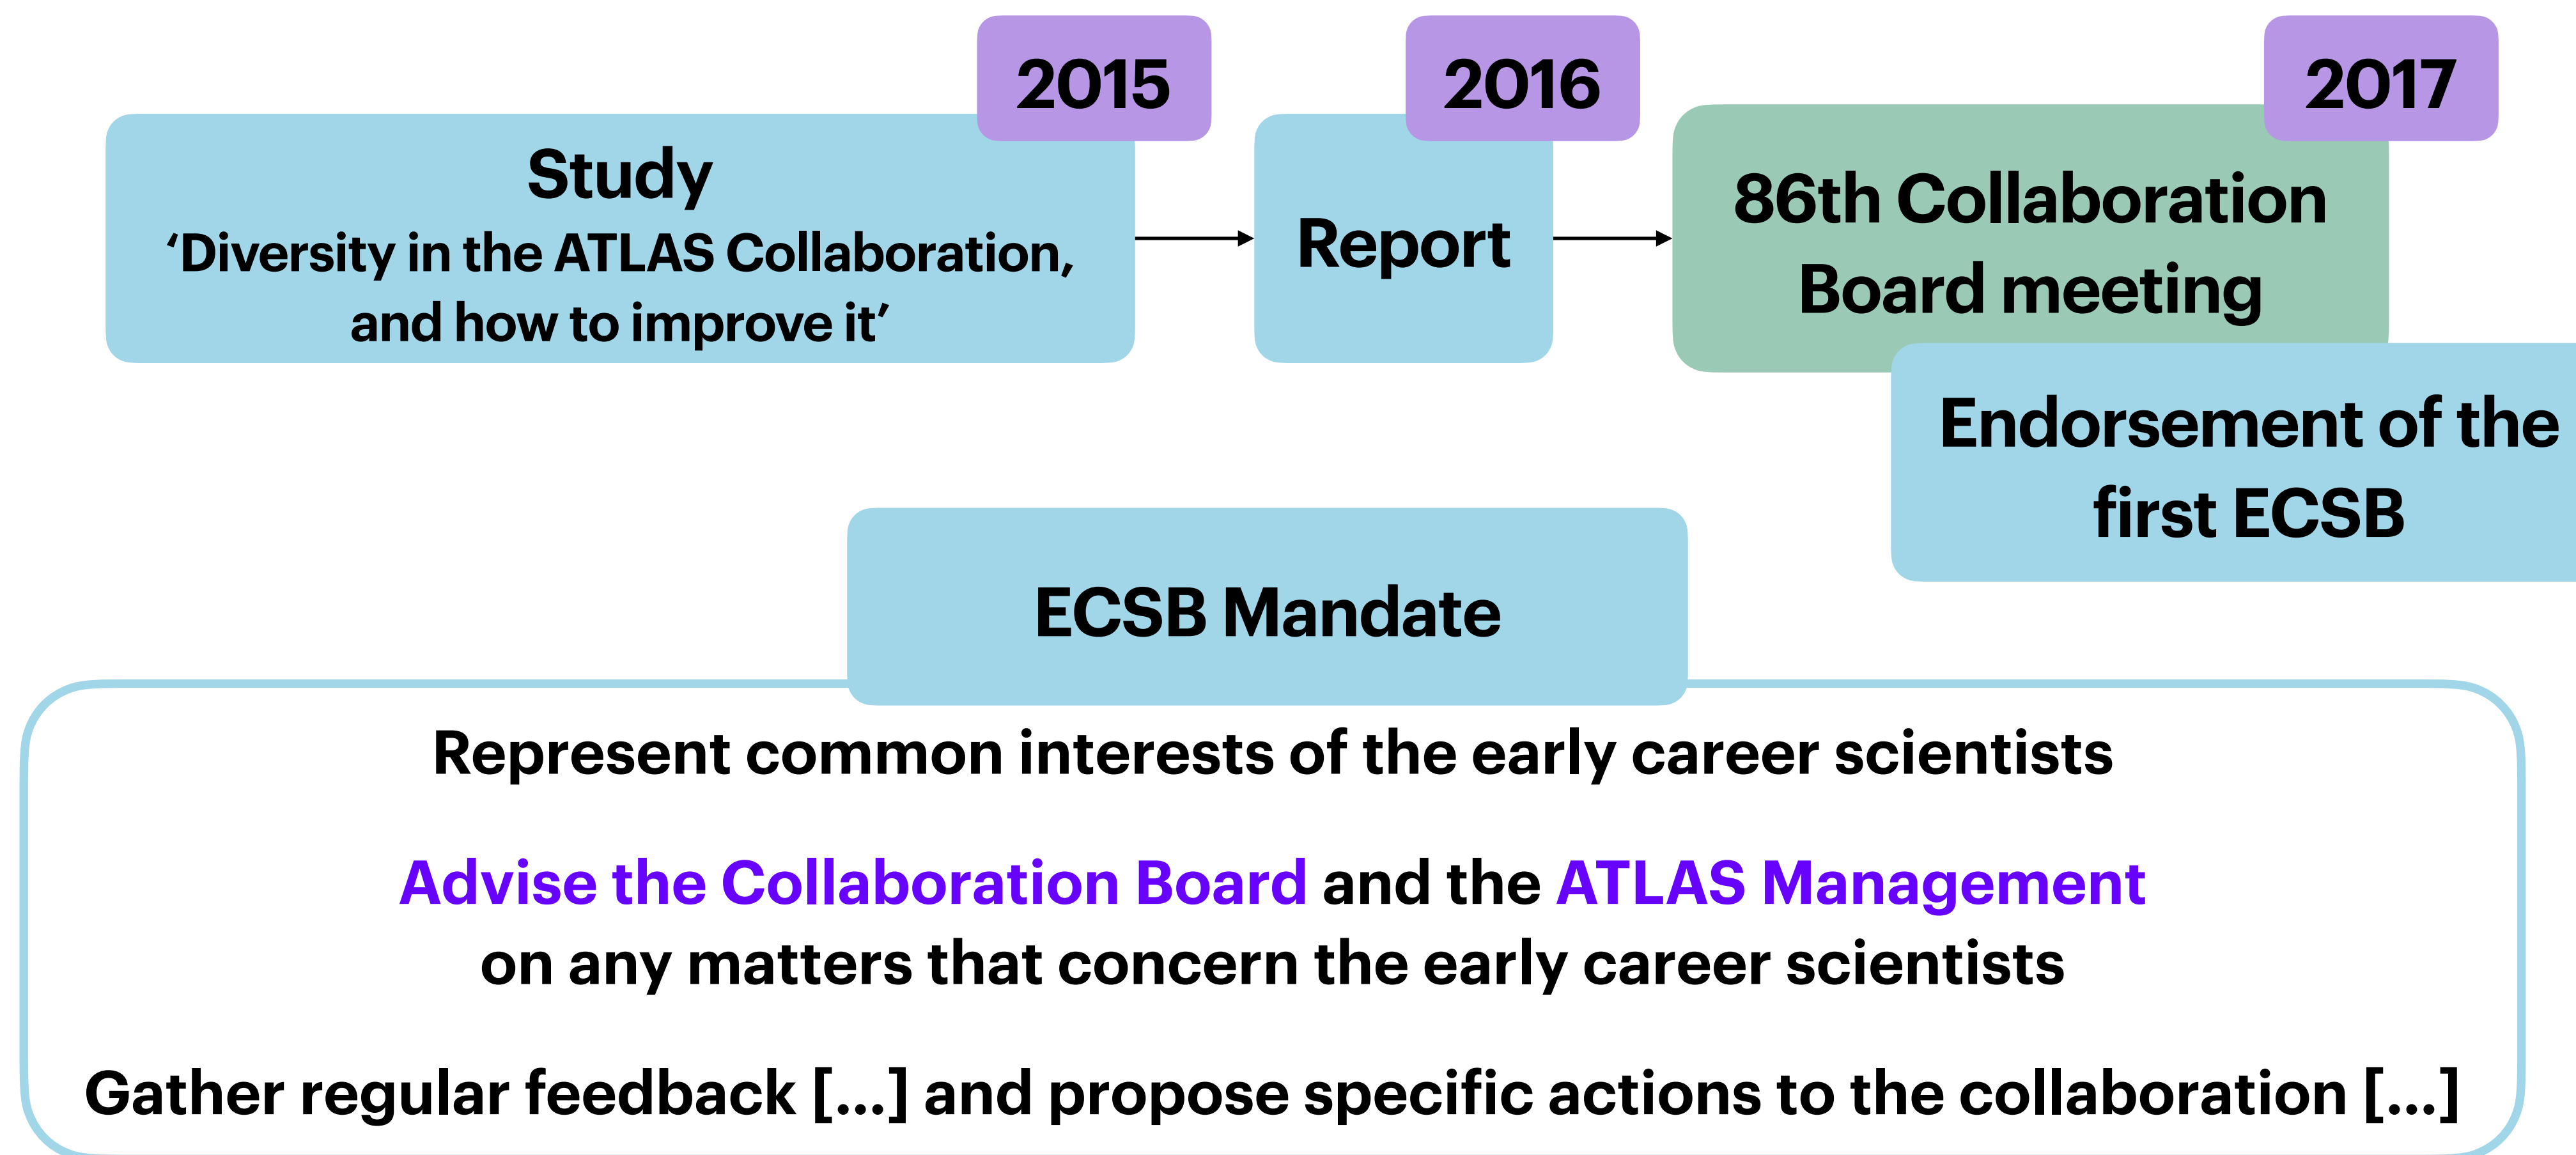 2015
Study
‘Diversity in the ATLAS Collaboration,
and how to improve it’
2016
Report
2017
86th Collaboration
Board meeting
Endorsement of the
first ECSB
ECSB Mandate
Represent common interests of the early career scientists
Advise the Collaboration Board and the ATLAS Management
on any matters that concern the early career scientists
Gather regular feedback [...] and propose specific actions to the collaboration [...]